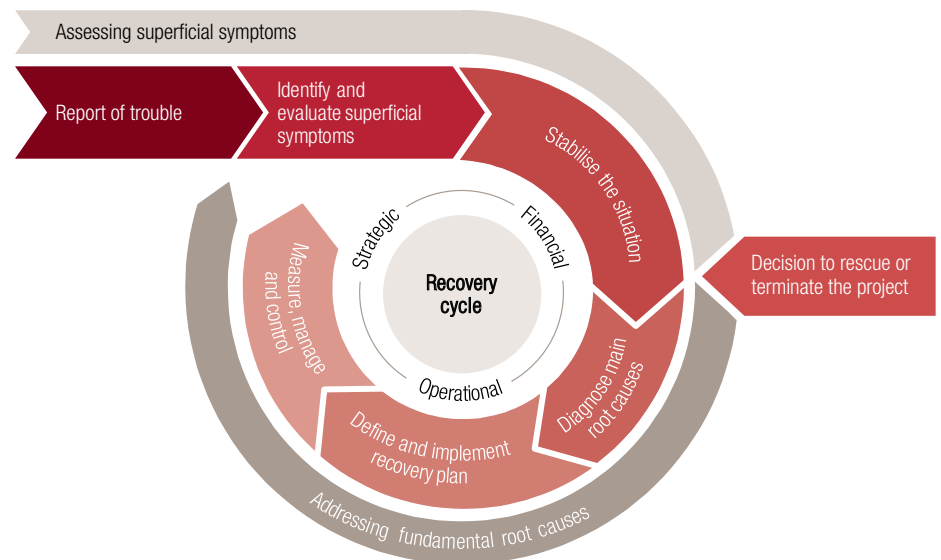 Assessing superficial symptoms
Report of trouble
Identify and
evaluate superficial
symptoms
Stabilise the situation
Decision to rescue or
terminate the project
Diagnose main
root causes
Define and implement
recovery plan
Measure, manage
and control
Addressing fundamental root causes
Strategic
Financial
Operational
Recovery
cycle